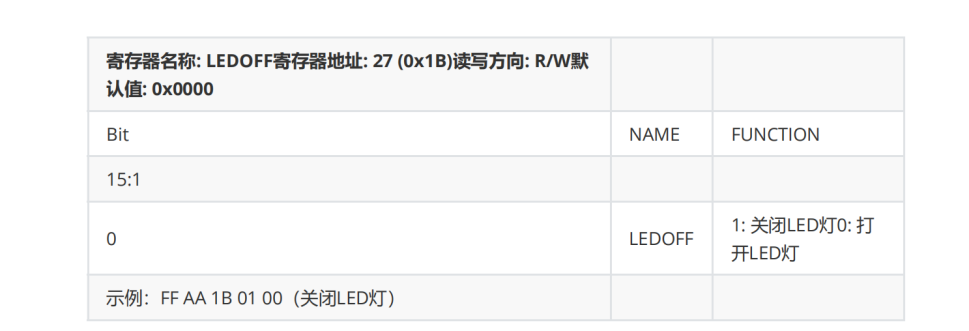 寄存器名称: LEDOFF寄存器地址: 27 (0x1B)读写方向: R/W默
认值: 0x0000
Bit NAME FUNCTION
15:1
0 LEDOFF 1: 关闭LED灯0: 打
开LED灯
示例：FF AA 1B 01 00（关闭LED灯）